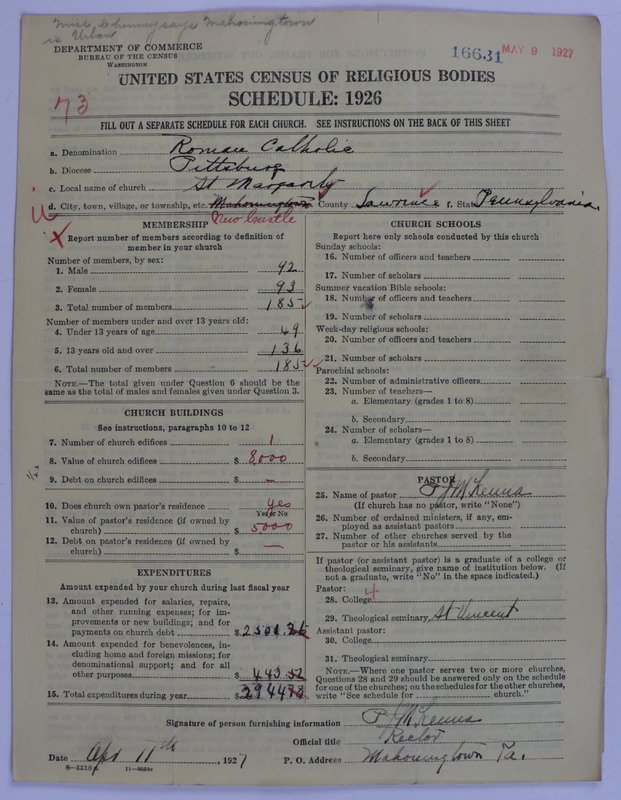 Miss Chenney says Mahoningtown
is Urban
DEPARTMENT OF COMMERCE
BUREAU OF THE CENSUS
WASHINGTON
16631 MAY 9 1927
UNITED STATES CENSUS OF RELIGIOUS BODIES
SCHEDULE: 1926
73
FILL OUT A SEPARATE SCHEDULE FOR EACH CHURCH. SEE INSTRUCTIONS ON THE BACK OF THIS SHEET
a. Denomination Roman Catholic
b. Diocese Pittsburg
c. Local name of church St Margarets
d. City, town, village, or township, etc. Mahoningtown County Lawrence f. State Pennsylvania
New Castle
MEMBERSHIP
Report number of members according to definition of
member in your church
Number of members, by sex:
1. Male 92
2. Female 93
3. Total number of members 185
Number of members under and over 13 years old:
4. Under 13 years of age 49
5. 13 years old and over 136
6. Total number of members 185
NOTE.—The total given under Question 6 should be the
same as the total of males and females given under Question 3.
CHURCH BUILDINGS
See instructions, paragraphs 10 to 12
7. Number of church edifices 1
8. Value of church edifices $ 8000
9. Debt on church edifices $ —
10. Does church own pastor's residence yes
Yes or No
11. Value of pastor's residence (if owned by
church) $ 5000
12. Debt on pastor's residence (if owned by
church) $ —
EXPENDITURES
Amount expended by your church during last fiscal year
13. Amount expended for salaries, repairs,
and other running expenses; for im-
provements or new buildings; and for
payments on church debt $ 2501.26
14. Amount expended for benevolences, in-
cluding home and foreign missions; for
denominational support; and for all
other purposes $ 443.52
15. Total expenditures during year $ 294478
CHURCH SCHOOLS
Report here only schools conducted by this church
Sunday schools:
16. Number of officers and teachers
17. Number of scholars
Summer vacation Bible schools:
18. Number of officers and teachers
19. Number of scholars
Week-day religious schools:
20. Number of officers and teachers
21. Number of scholars
Parochial schools:
22. Number of administrative officers
23. Number of teachers—
a. Elementary (grades 1 to 8)
b. Secondary
24. Number of scholars—
a. Elementary (grades 1 to 8)
b. Secondary
PASTOR
25. Name of pastor P J McKenna
(If church has no pastor, write "None")
26. Number of ordained ministers, if any, em-
ployed as assistant pastors
27. Number of other churches served by the
pastor or his assistants
If pastor (or assistant pastor) is a graduate of a college or
theological seminary, give name of institution below. (If
not a graduate, write "No" in the space indicated.)
Pastor:
28. College 4
29. Theological seminary St Vincent
Assistant pastor:
30. College
31. Theological seminary
NOTE.—Where one pastor serves two or more churches,
Questions 28 and 29 should be answered only on the schedule
for one of the churches; on the schedules for the other churches,
write "See schedule for church."
Signature of person furnishing information P J McKenna
Official title Rector
Date Apr 11th, 1927 P. O. Address Mahoningtown Pa.
8-5518a 11-9064a